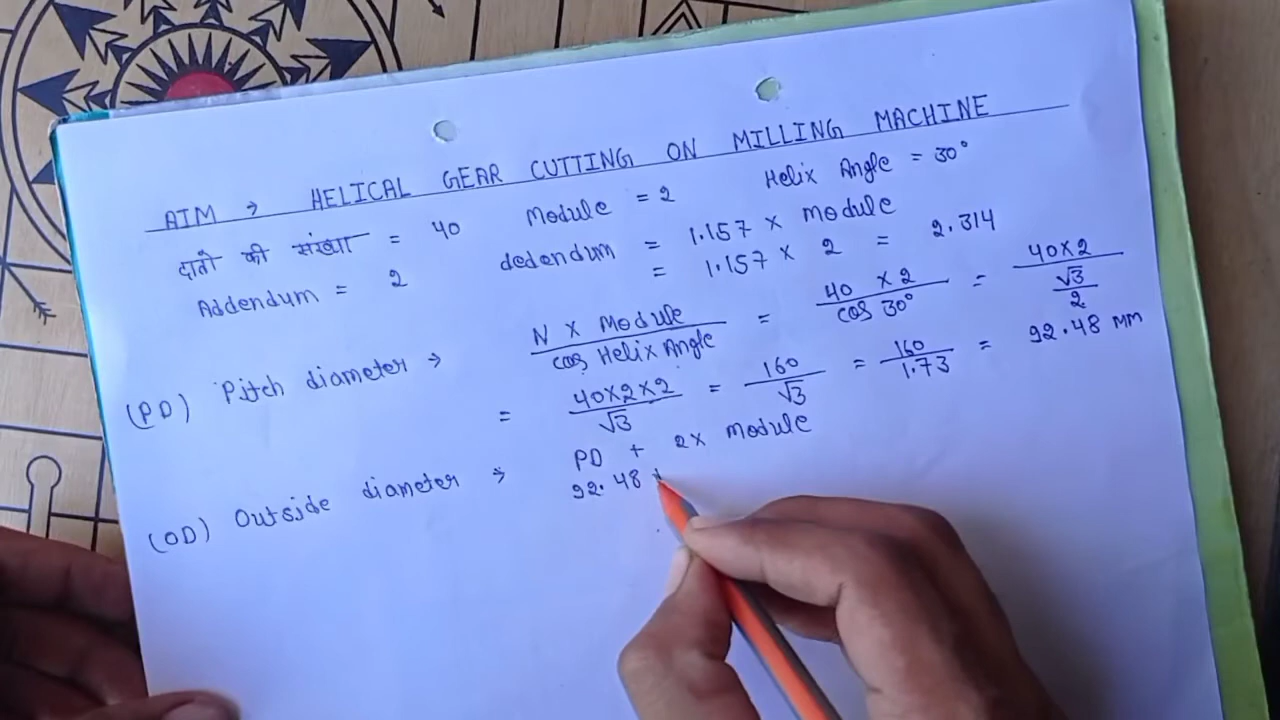 AIM → HELICAL GEAR CUTTING ON MILLING MACHINE
दातो की संख्या = 40 Module = 2 Helix Angle = 30°
Addendum = 2 dedendum = 1.157 × Module
= 1.157 × 2 = 2.314
(PD) Pitch diameter → N × Module / cos Helix Angle = 40 × 2 / cos 30° = 40×2 / √3/2
= 40×2×2 / √3 = 160 / √3 = 160 / 1.73 = 92.48 MM
(OD) Outside diameter → PD + 2× Module
92.48 +